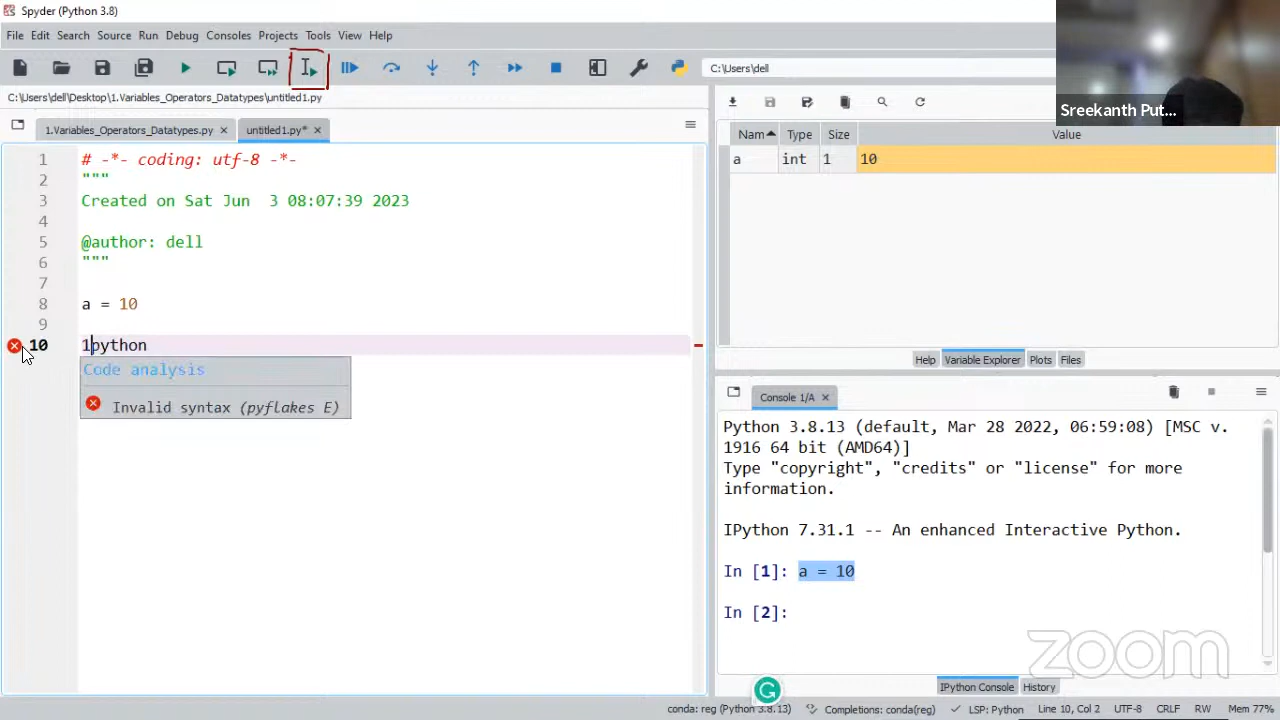 Spyder (Python 3.8)
File Edit Search Source Run Debug Consoles Projects Tools View Help
C:\Users\dell
C:\Users\dell\Desktop\1.Variables_Operators_Datatypes\untitled1.py
1.Variables_Operators_Datatypes.py
untitled1.py*
1 # -*- coding: utf-8 -*-
2 """
3 Created on Sat Jun  3 08:07:39 2023
4
5 @author: dell
6 """
7
8 a = 10
9
10 1python
Code analysis
Invalid syntax (pyflakes E)
Sreekanth Put...
Nam Type Size Value
a int 1 10
Help Variable Explorer Plots Files
Console 1/A
Python 3.8.13 (default, Mar 28 2022, 06:59:08) [MSC v.
1916 64 bit (AMD64)]
Type "copyright", "credits" or "license" for more
information.
IPython 7.31.1 -- An enhanced Interactive Python.
In [1]: a = 10
In [2]:
zoom
IPython Console History
conda: reg (Python 3.8.13) Completions: conda(reg) LSP: Python Line 10, Col 2 UTF-8 CRLF RW Mem 77%